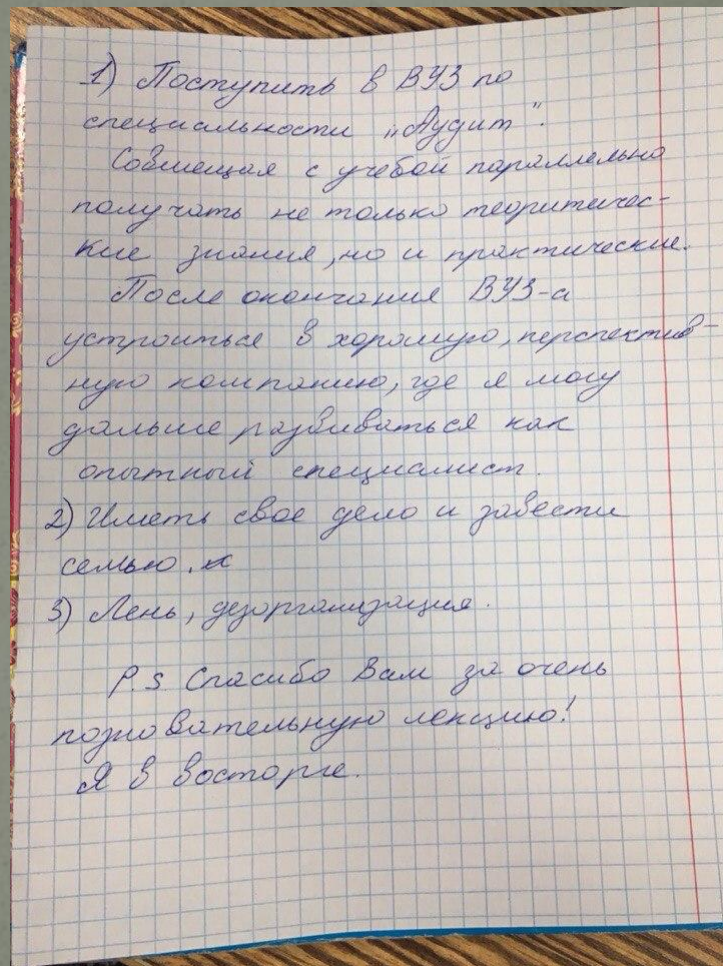 1) Поступить в ВУЗ по
специальности „Аудит".
Совмещая с учебой параллельно
получать не только теоритичес-
кие знания, но и практические.
После окончания ВУЗ-а
устроиться в хорошую, перспектив-
ную компанию, где я могу
дальше развиваться как
опытный специалист.
2) Иметь свое дело и завести
семью.
3) Лень, дезорганизация.
P.S Спасибо Вам за очень
позновательную лекцию!
Я в восторге.